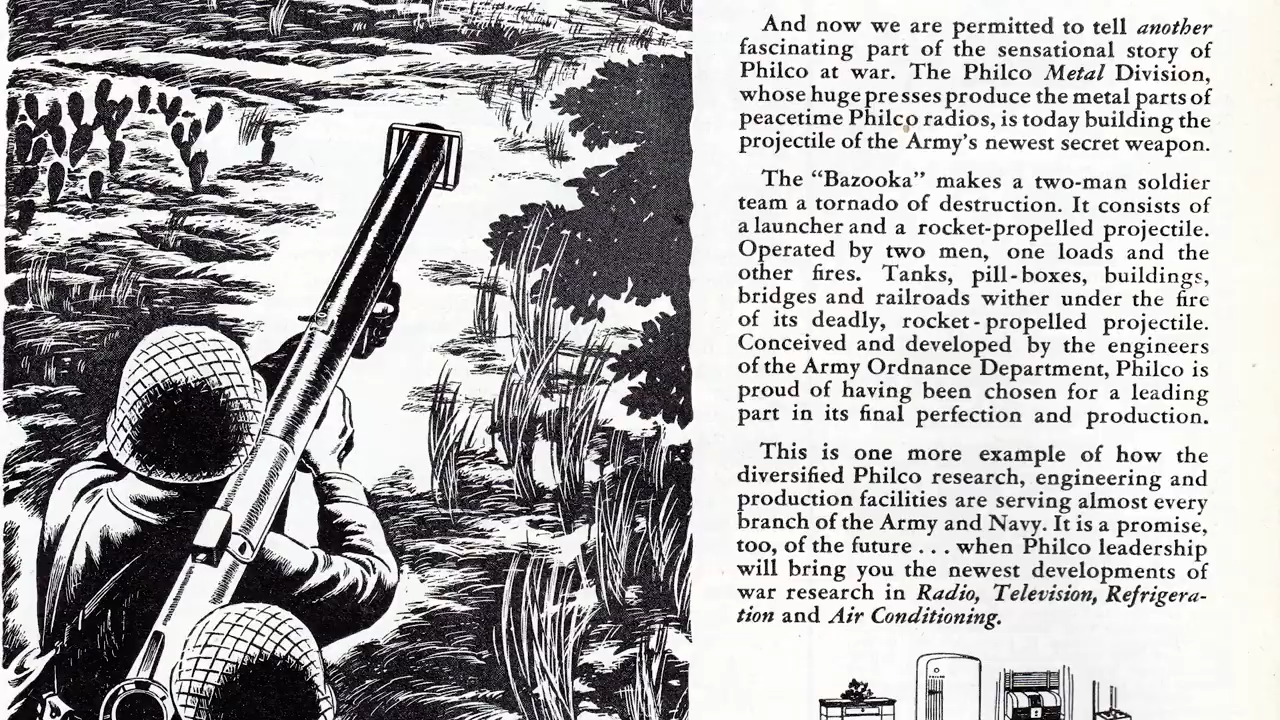 And now we are permitted to tell another
fascinating part of the sensational story of
Philco at war. The Philco Metal Division,
whose huge presses produce the metal parts of
peacetime Philco radios, is today building the
projectile of the Army's newest secret weapon.
The “Bazooka” makes a two-man soldier
team a tornado of destruction. It consists of
a launcher and a rocket-propelled projectile.
Operated by two men, one loads and the
other fires. Tanks, pill-boxes, buildings,
bridges and railroads wither under the fire
of its deadly, rocket-propelled projectile.
Conceived and developed by the engineers
of the Army Ordnance Department, Philco is
proud of having been chosen for a leading
part in its final perfection and production.
This is one more example of how the
diversified Philco research, engineering and
production facilities are serving almost every
branch of the Army and Navy. It is a promise,
too, of the future . . . when Philco leadership
will bring you the newest developments of
war research in Radio, Television, Refrigera-
tion and Air Conditioning.